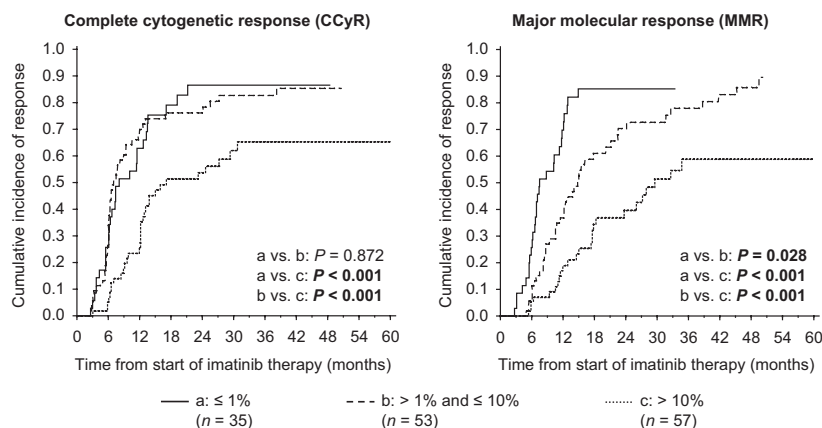 Complete cytogenetic response (CCyR)
Cumulative incidence of response
1.0
0.9
0.8
0.7
0.6
0.5
0.4
0.3
0.2
0.1
0.0
a vs. b: P = 0.872
a vs. c: P < 0.001
b vs. c: P < 0.001
0 6 12 18 24 30 36 42 48 54 60
Time from start of imatinib therapy (months)
Major molecular response (MMR)
Cumulative incidence of response
1.0
0.9
0.8
0.7
0.6
0.5
0.4
0.3
0.2
0.1
0.0
a vs. b: P = 0.028
a vs. c: P < 0.001
b vs. c: P < 0.001
0 6 12 18 24 30 36 42 48 54 60
Time from start of imatinib therapy (months)
a: ≤ 1%
(n = 35)
b: > 1% and ≤ 10%
(n = 53)
c: > 10%
(n = 57)